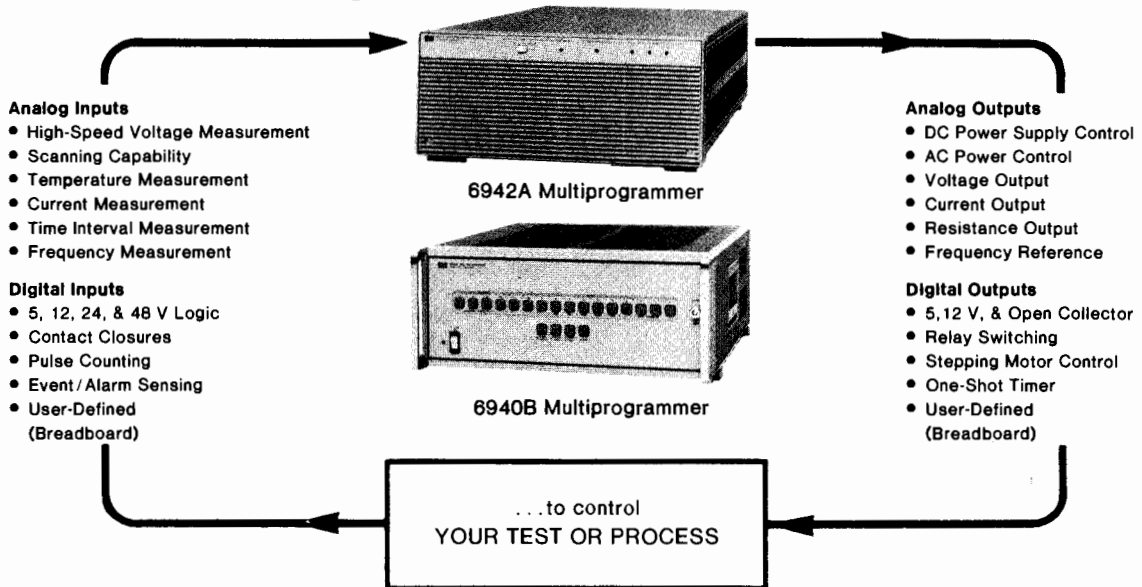 Analog Inputs
• High-Speed Voltage Measurement
• Scanning Capability
• Temperature Measurement
• Current Measurement
• Time Interval Measurement
• Frequency Measurement
Digital Inputs
• 5, 12, 24, & 48 V Logic
• Contact Closures
• Pulse Counting
• Event/Alarm Sensing
• User-Defined
(Breadboard)
6942A Multiprogrammer
6940B Multiprogrammer
Analog Outputs
• DC Power Supply Control
• AC Power Control
• Voltage Output
• Current Output
• Resistance Output
• Frequency Reference
Digital Outputs
• 5,12 V, & Open Collector
• Relay Switching
• Stepping Motor Control
• One-Shot Timer
• User-Defined
(Breadboard)
...to control
YOUR TEST OR PROCESS